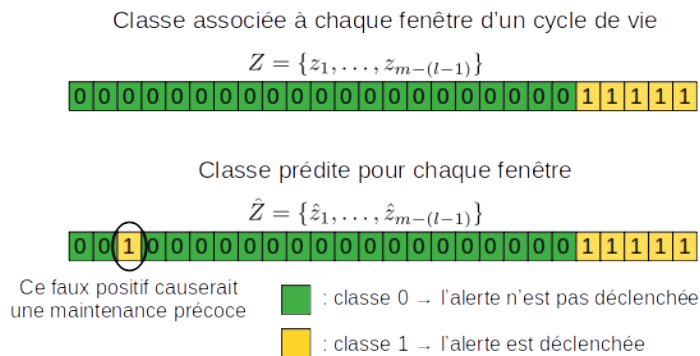 Classe associée à chaque fenêtre d'un cycle de vie
Z = {z₁, . . . , zₘ₋₍ₗ₋₁₎}
0 0 0 0 0 0 0 0 0 0 0 0 0 0 0 0 0 0 0 0 0 1 1 1 1 1
Classe prédite pour chaque fenêtre
Ẑ = {ẑ₁, . . . , ẑₘ₋₍ₗ₋₁₎}
0 0 1 0 0 0 0 0 0 0 0 0 0 0 0 0 0 0 0 0 0 1 1 1 1 1
Ce faux positif causerait
une maintenance précoce
: classe 0 → l'alerte n'est pas déclenchée
: classe 1 → l'alerte est déclenchée